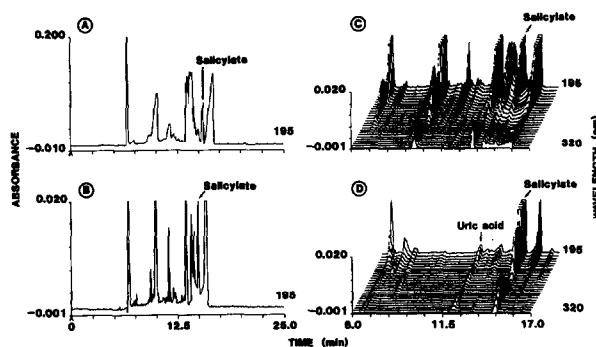 A
0.200
Salicylate
195
-0.010
B
0.020
Salicylate
195
-0.001
0
12.5
25.0
ABSORBANCE
C
Salicylate
0.020
195
-0.001
320
D
Salicylate
Uric acid
0.020
195
-0.001
320
6.0
11.5
17.0
WAVELENGTH (nm)
TIME (min)